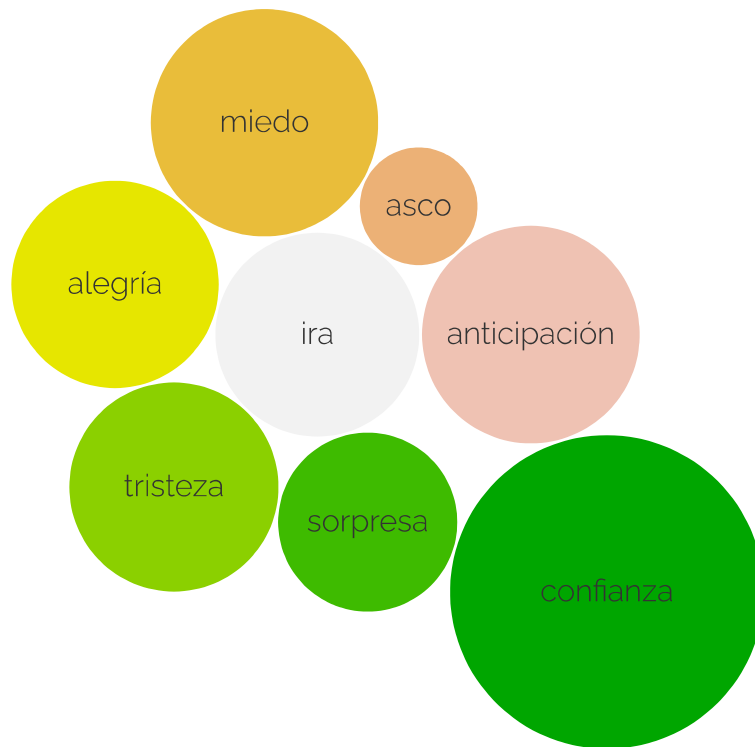 miedo
asco
alegría
ira
anticipación
tristeza
sorpresa
confianza